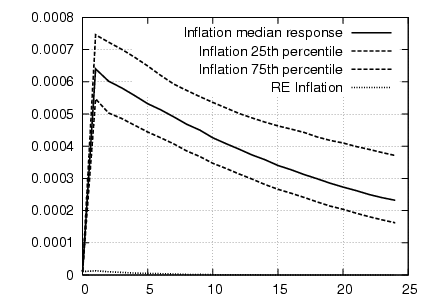 0.0008
0.0007
0.0006
0.0005
0.0004
0.0003
0.0002
0.0001
0
Inflation median response
Inflation 25th percentile
Inflation 75th percentile
RE Inflation
0 5 10 15 20 25